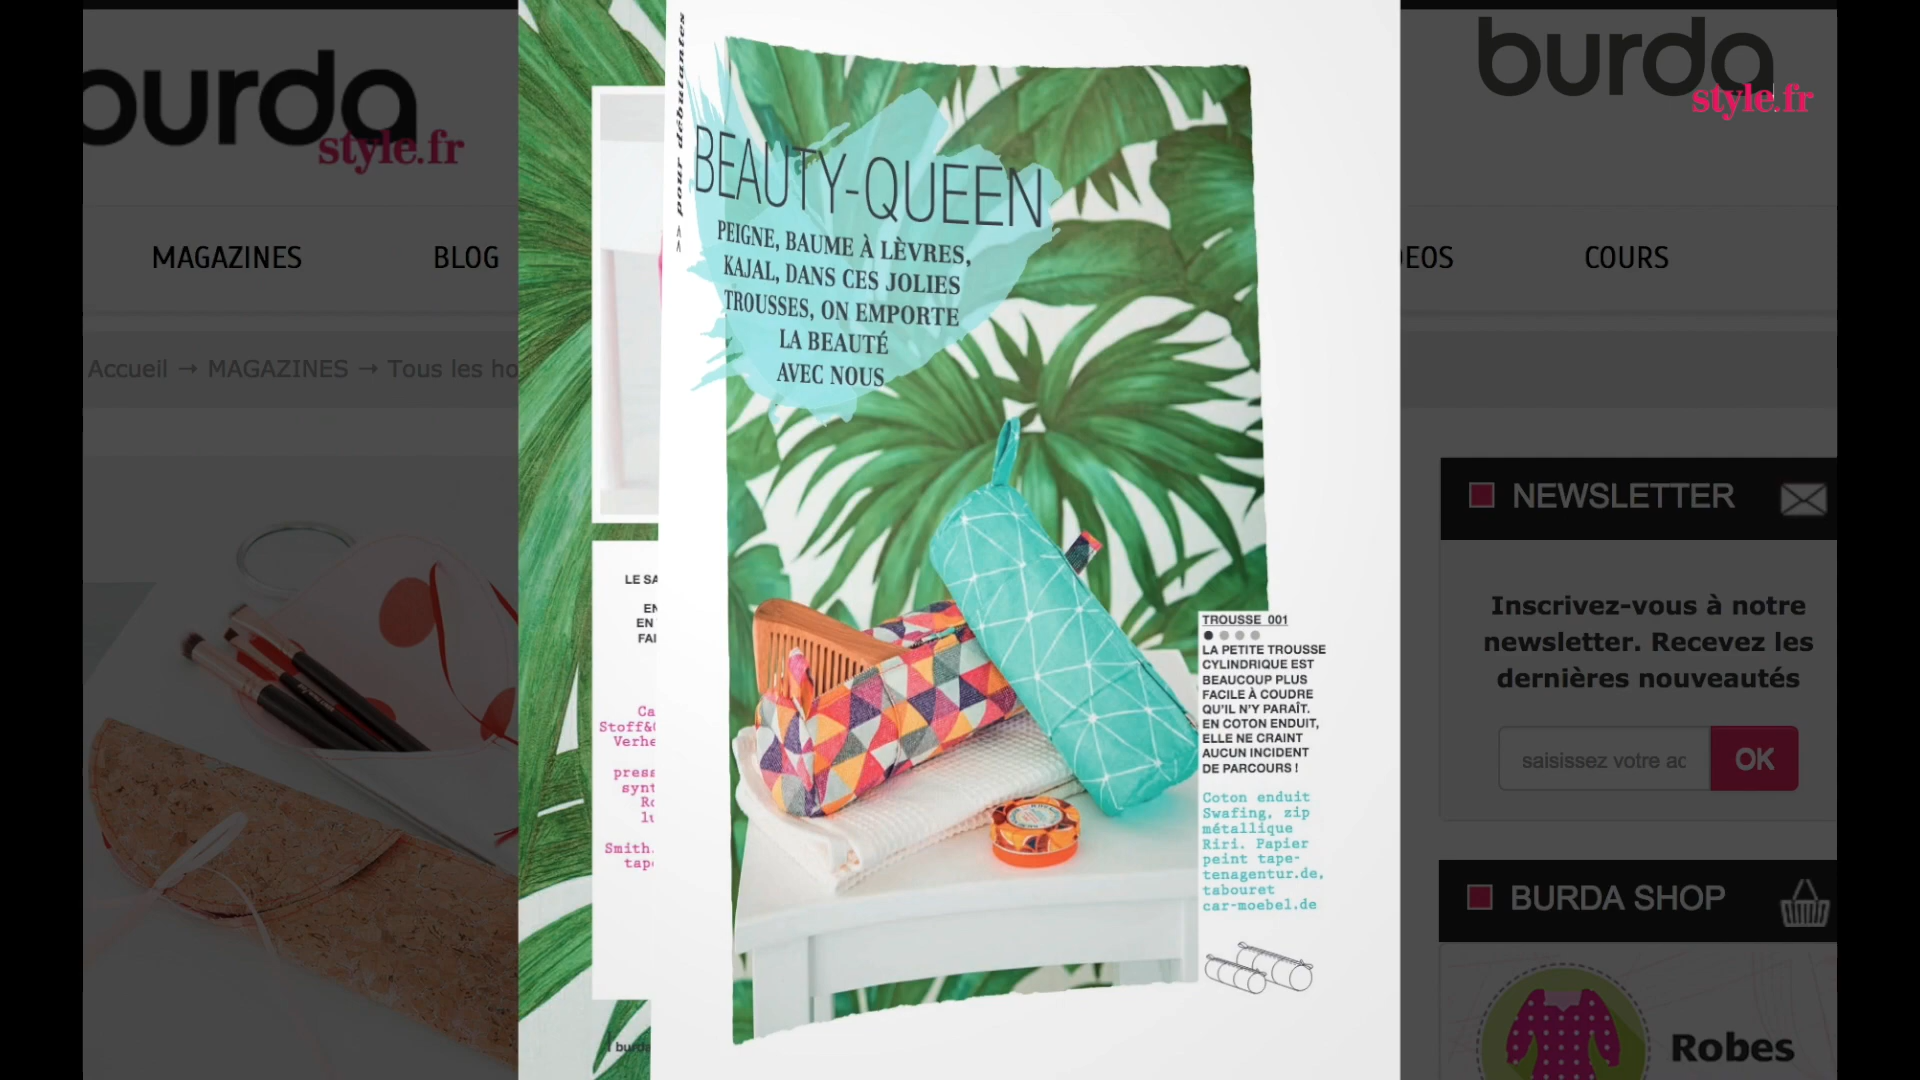 burda
style.fr
burda
style.fr
MAGAZINES
BLOG
COURS
Accueil → MAGAZINES → Tous les
>> pour débutantes
BEAUTY-QUEEN
PEIGNE, BAUME À LÈVRES,
KAJAL, DANS CES JOLIES
TROUSSES, ON EMPORTE
LA BEAUTÉ
AVEC NOUS
TROUSSE 001
LA PETITE TROUSSE
CYLINDRIQUE EST
BEAUCOUP PLUS
FACILE À COUDRE
QU'IL N'Y PARAÎT.
EN COTON ENDUIT,
ELLE NE CRAINT
AUCUN INCIDENT
DE PARCOURS !
Coton enduit
Swafing, zip
métallique
Riri. Papier
peint tape-
tenagentur.de,
tabouret
car-moebel.de
LE
Smith.
burda
NEWSLETTER
Inscrivez-vous à notre
newsletter. Recevez les
dernières nouveautés
saisissez votre
OK
BURDA SHOP
Robes